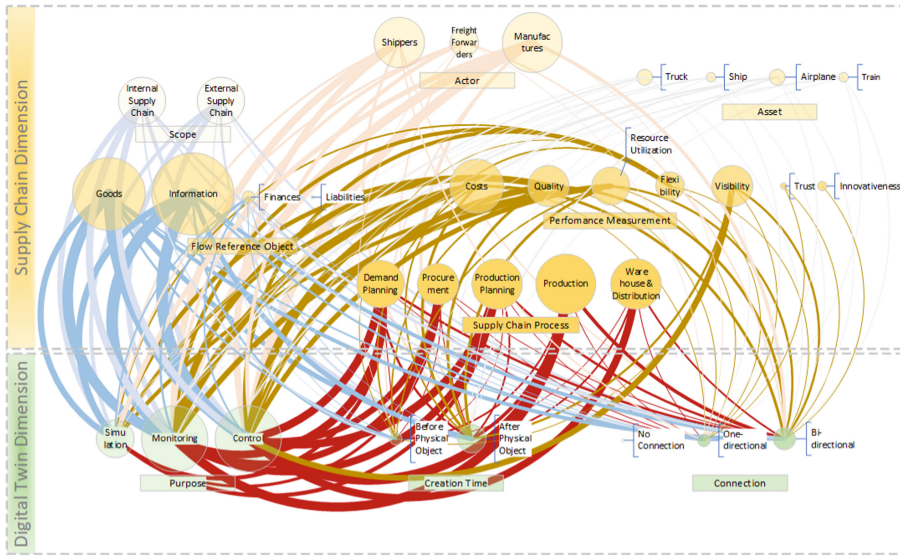 Supply Chain Dimension
Shippers
Freight
Forwar
ders
Manufac
tures
Actor
Internal
Supply
Chain
External
Supply
Chain
Scope
Truck
Ship
Airplane
Train
Asset
Resource
Utilization
Goods
Information
Finances
Liabilities
Flow Reference Object
Costs
Quality
Flexi
bility
Visibility
Trust
Innovativeness
Perfomance Measurement
Demand
Planning
Procure
ment
Production
Planning
Production
Ware
house &
Distribution
Supply Chain Process
Digital Twin Dimension
Simu
lation
Monitoring
Control
Purpose
Before
Physical
Object
After
Physical
Object
Creation Time
No
Connection
One-
directional
Bi-
directional
Connection